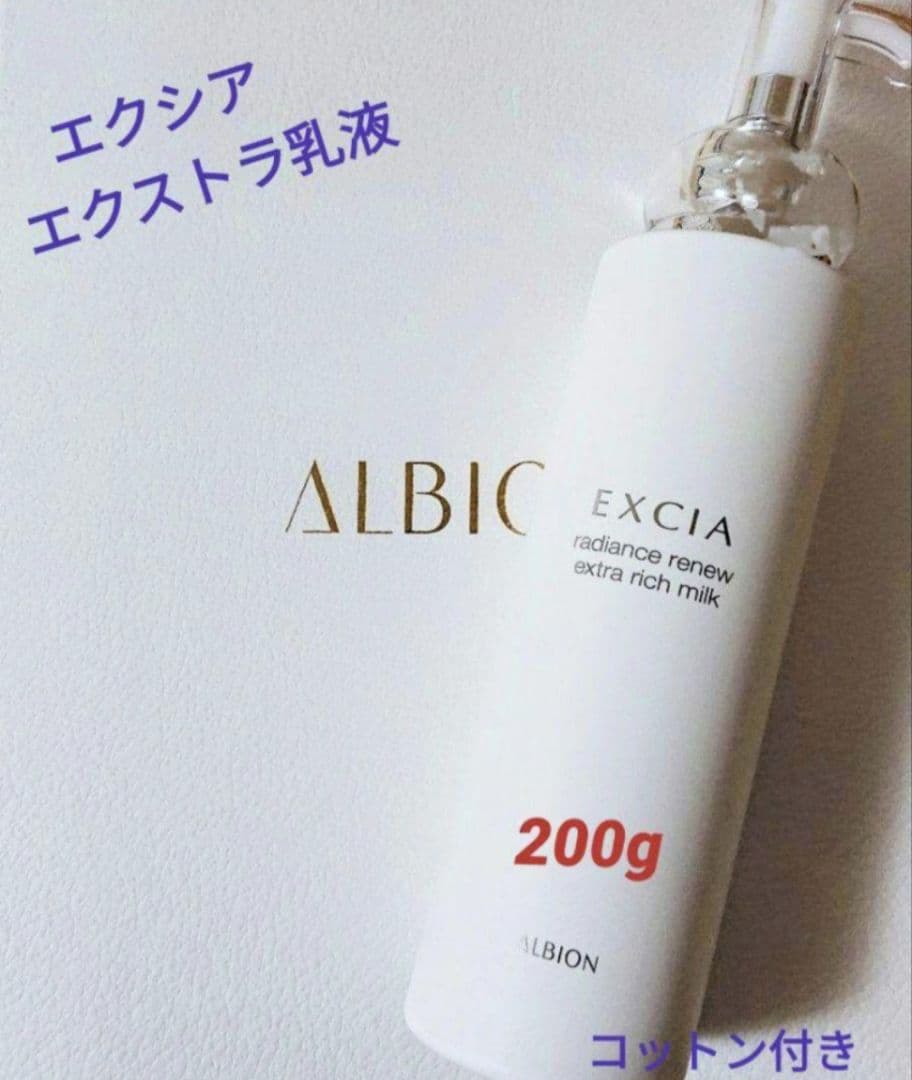 エクシア
エクストラ乳液
ALBIO
EXCIA
radiance renew
extra rich milk
200g
ALBION
コットン付き